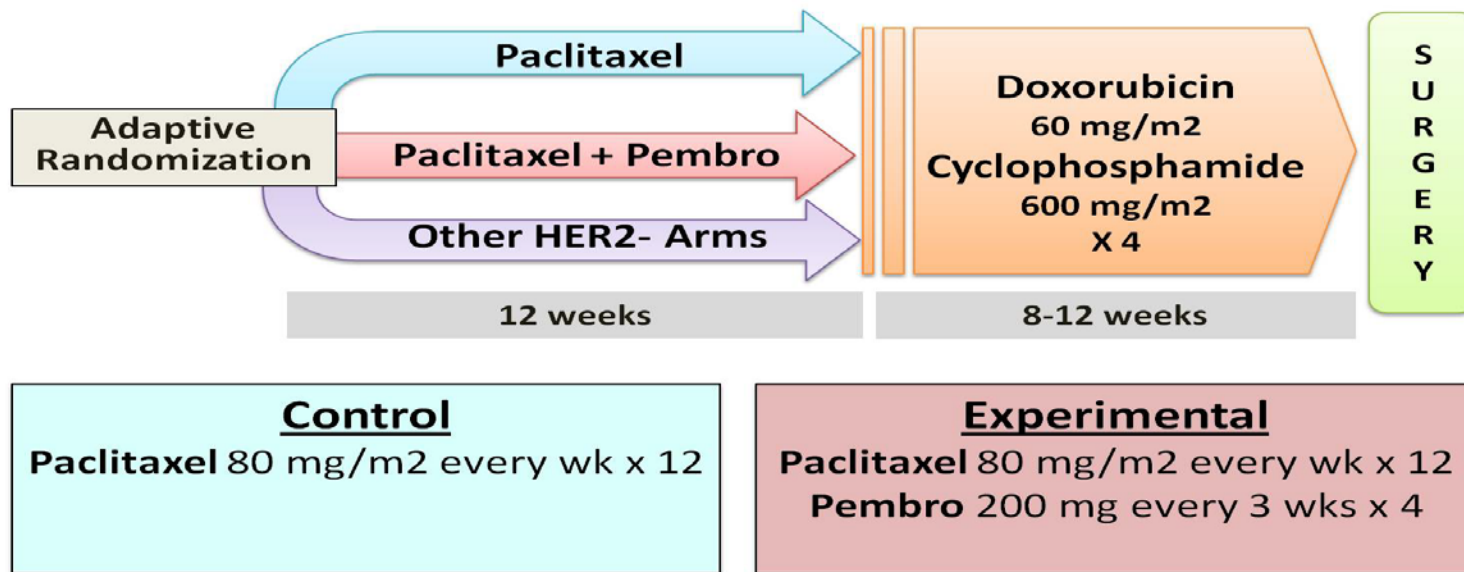 Adaptive
Randomization
Paclitaxel
Paclitaxel + Pembro
Other HER2- Arms
Doxorubicin
60 mg/m2
Cyclophosphamide
600 mg/m2
X 4
S
U
R
G
E
R
Y
12 weeks
8-12 weeks
Control
Paclitaxel 80 mg/m2 every wk x 12
Experimental
Paclitaxel 80 mg/m2 every wk x 12
Pembro 200 mg every 3 wks x 4